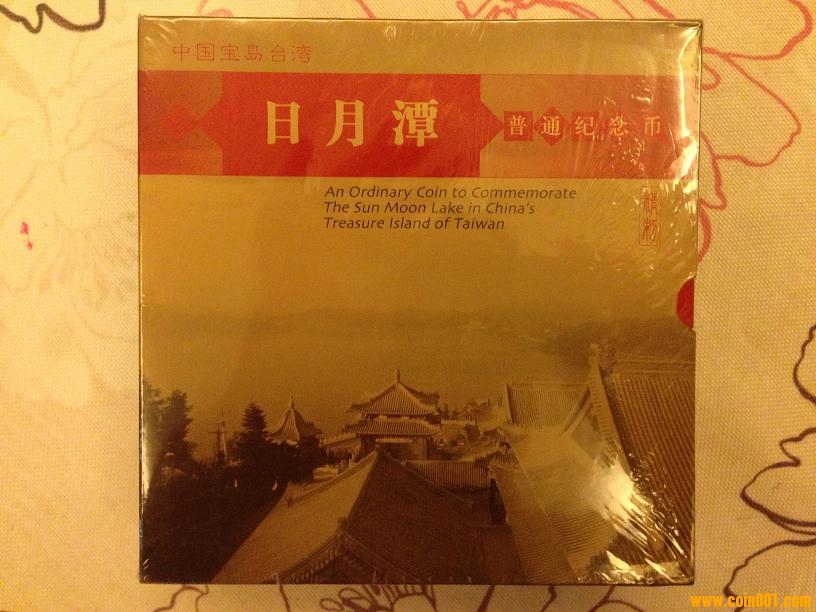 中国宝岛台湾
日月潭
普通纪念币
An Ordinary Coin to Commemorate
The Sun Moon Lake in China's
Treasure Island of Taiwan
www.coin001.com